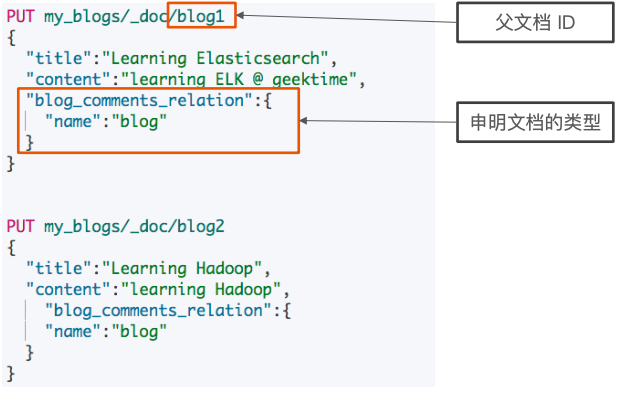 PUT my_blogs/_doc/blog1
父文档 ID
{
"title":"Learning Elasticsearch",
"content":"learning ELK @ geektime",
"blog_comments_relation":{
"name":"blog"
申明文档的类型
}
}
PUT my_blogs/_doc/blog2
{
"title":"Learning Hadoop",
"content":"learning Hadoop",
"blog_comments_relation":{
"name":"blog"
}
}